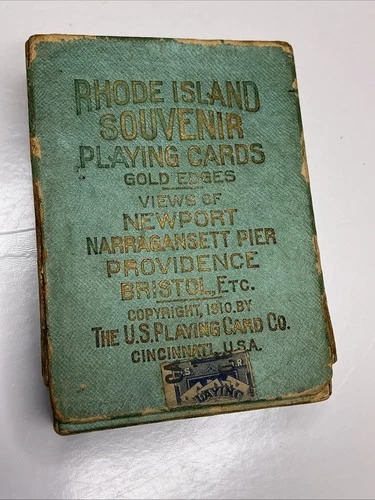 RHODE ISLAND
SOUVENIR
PLAYING CARDS
GOLD EDGES
VIEWS OF
NEWPORT
NARRAGANSETT PIER
PROVIDENCE
BRISTOL, ETC.
COPYRIGHT, 1910. BY
THE U.S. PLAYING CARD CO.
CINCINNATI, U.S.A.
PLAYING